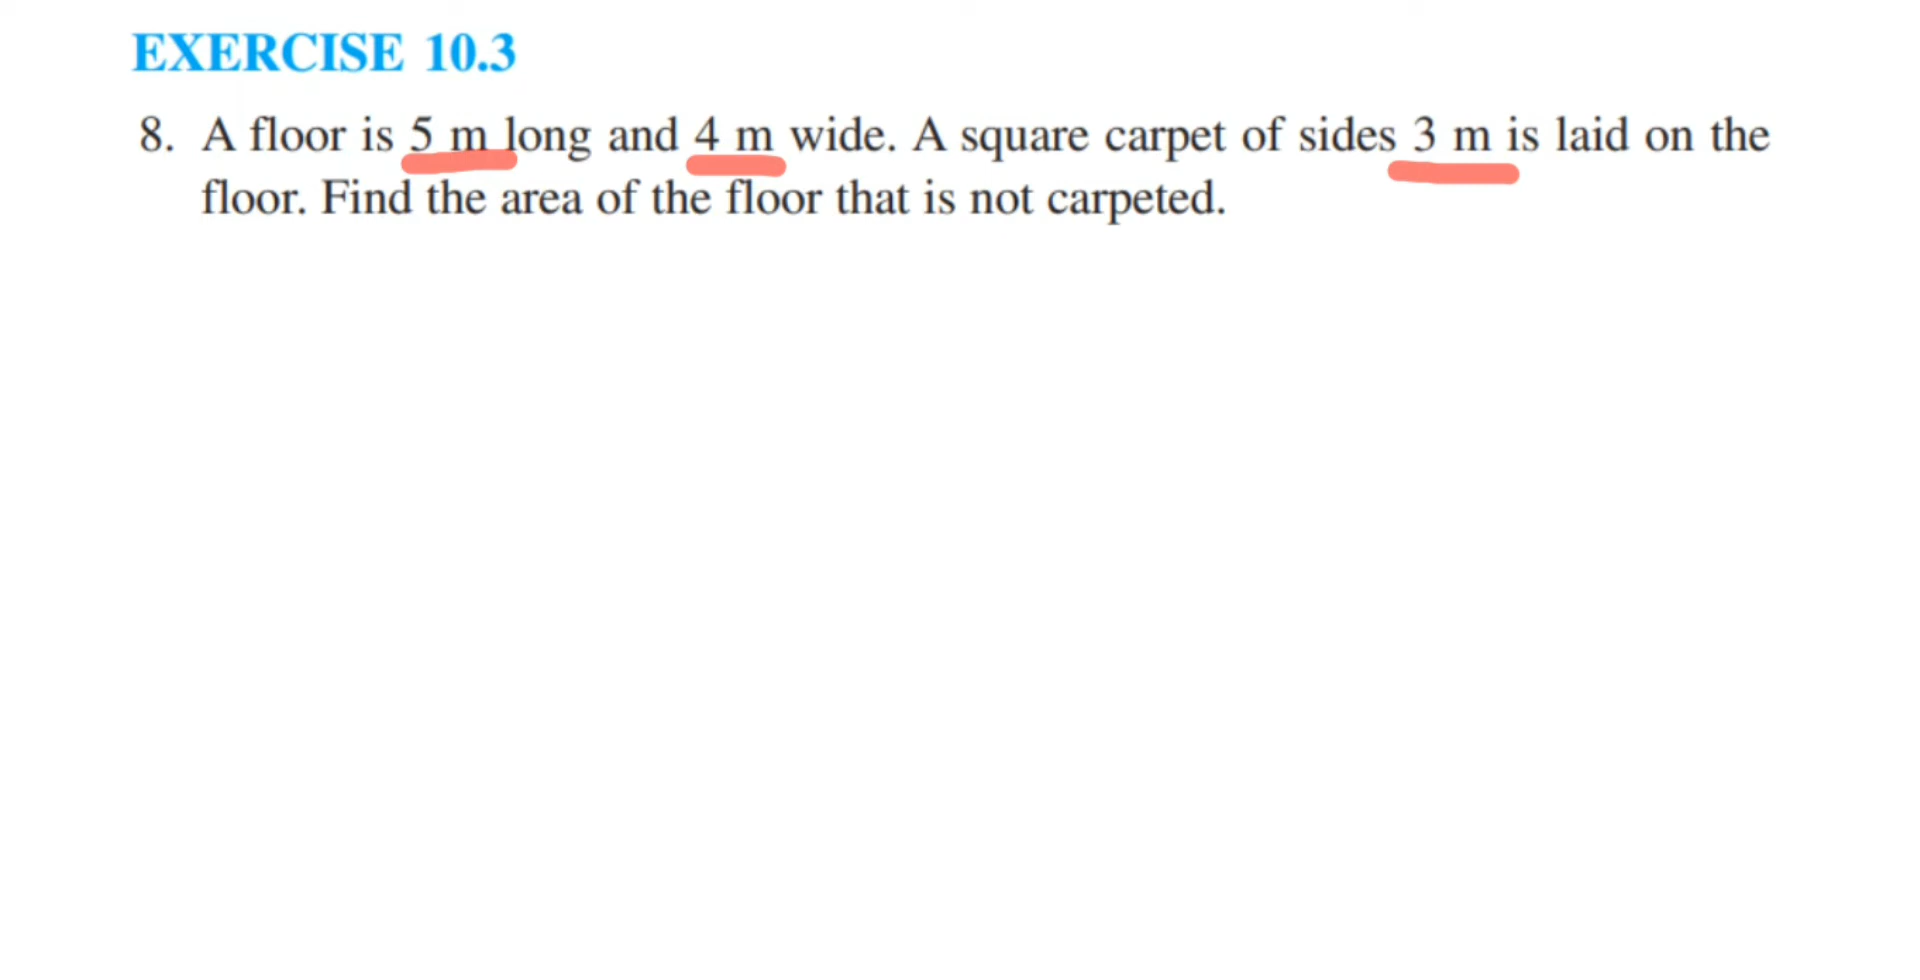 EXERCISE 10.3
8. A floor is 5 m long and 4 m wide. A square carpet of sides 3 m is laid on the
floor. Find the area of the floor that is not carpeted.